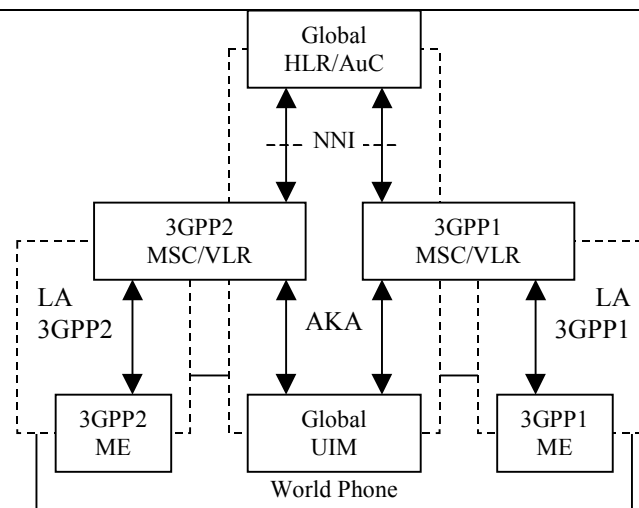 Global
HLR/AuC
NNI
3GPP2
MSC/VLR
3GPP1
MSC/VLR
LA
3GPP2
AKA
LA
3GPP1
3GPP2
ME
Global
UIM
3GPP1
ME
World Phone